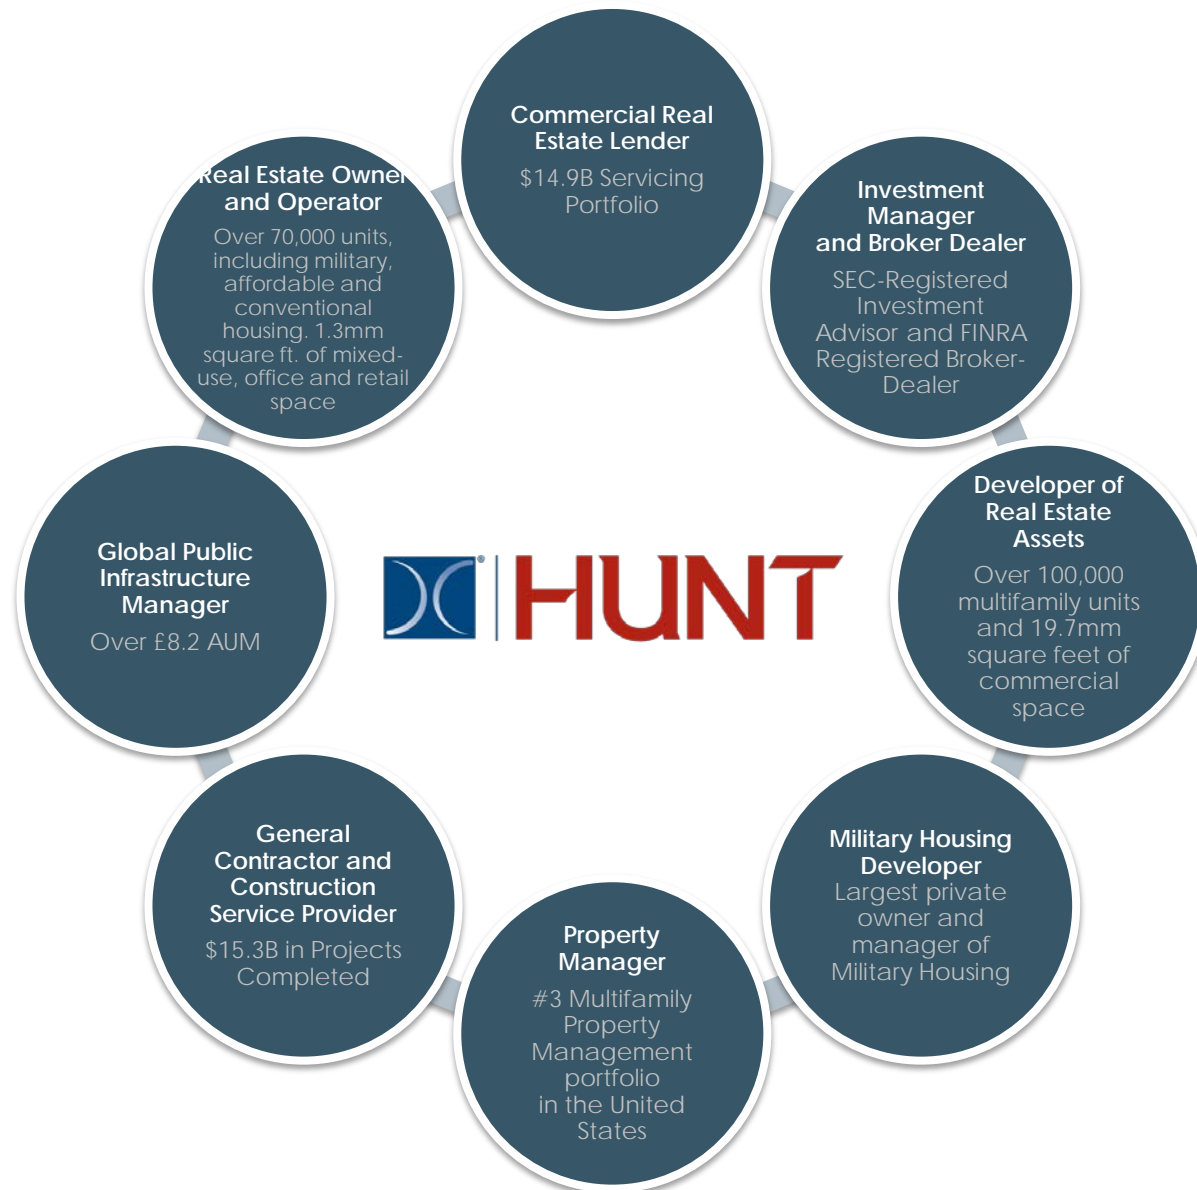 Commercial Real
Estate Lender
$14.9B Servicing
Portfolio
Investment
Manager
and Broker Dealer
SEC-Registered
Investment
Advisor and FINRA
Registered Broker-
Dealer
Developer of
Real Estate
Assets
Over 100,000
multifamily units
and 19.7mm
square feet of
commercial
space
Military Housing
Developer
Largest private
owner and
manager of
Military Housing
Property
Manager
#3 Multifamily
Property
Management
portfolio
in the United
States
General
Contractor and
Construction
Service Provider
$15.3B in Projects
Completed
Global Public
Infrastructure
Manager
Over £8.2 AUM
Real Estate Owner
and Operator
Over 70,000 units,
including military,
affordable and
conventional
housing. 1.3mm
square ft. of mixed-
use, office and retail
space
® HUNT